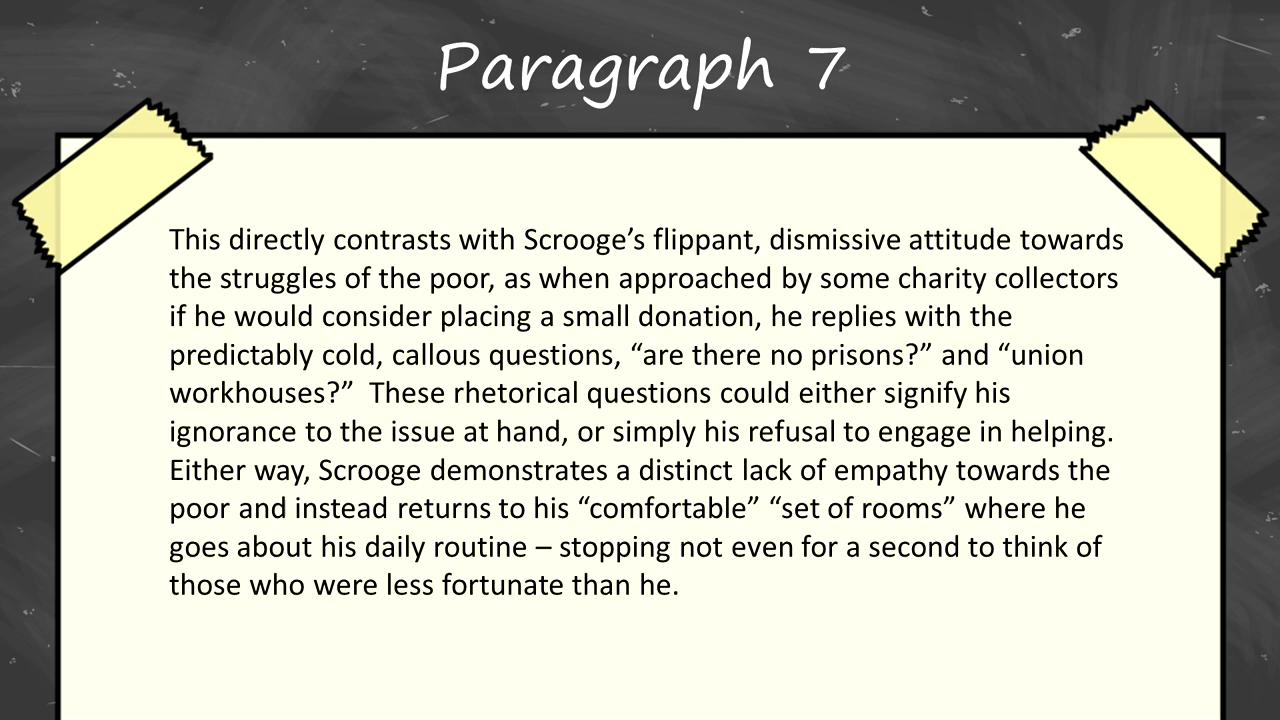 Paragraph 7
This directly contrasts with Scrooge’s flippant, dismissive attitude towards
the struggles of the poor, as when approached by some charity collectors
if he would consider placing a small donation, he replies with the
predictably cold, callous questions, “are there no prisons?” and “union
workhouses?”  These rhetorical questions could either signify his
ignorance to the issue at hand, or simply his refusal to engage in helping.
Either way, Scrooge demonstrates a distinct lack of empathy towards the
poor and instead returns to his “comfortable” “set of rooms” where he
goes about his daily routine – stopping not even for a second to think of
those who were less fortunate than he.